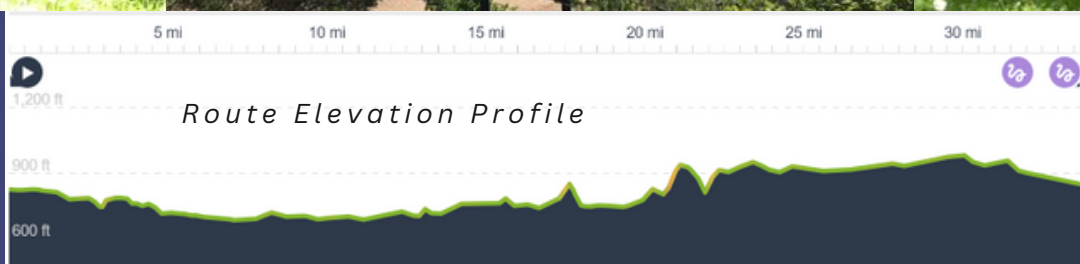 5 mi 10 mi 15 mi 20 mi 25 mi 30 mi
1,200 ft
Route Elevation Profile
900 ft
600 ft